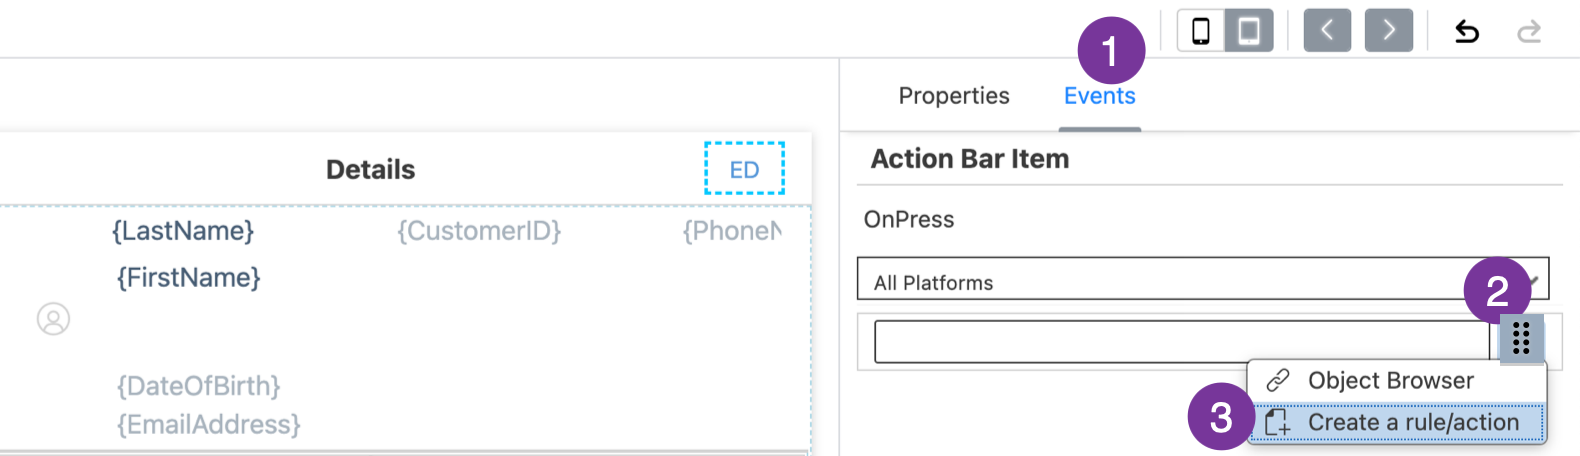 1
Properties Events
Details ED
Action Bar Item
{LastName} {CustomerID} {PhoneN
OnPress
{FirstName}
All Platforms
2
{DateOfBirth}
Object Browser
{EmailAddress}
3 Create a rule/action